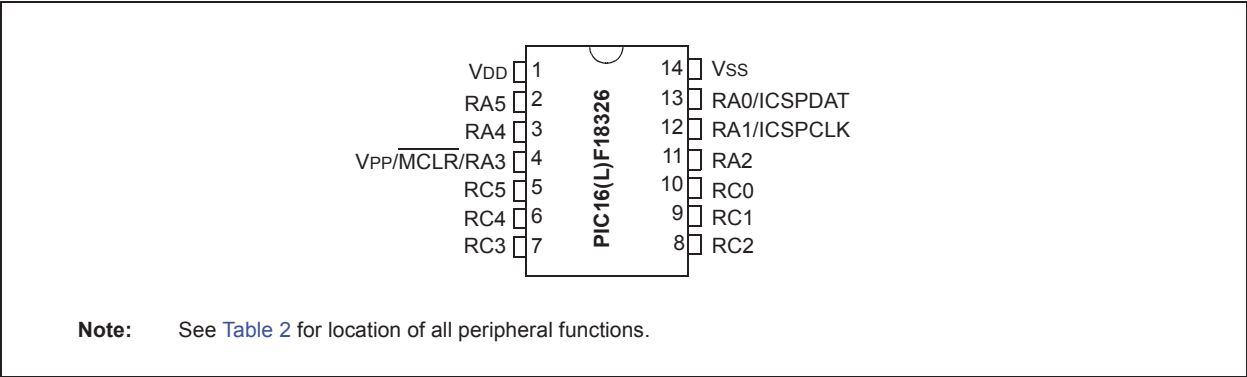 VDD 1 14 VSS
RA5 2 13 RA0/ICSPDAT
RA4 3 12 RA1/ICSPCLK
VPP/MCLR/RA3 4 11 RA2
RC5 5 10 RC0
RC4 6 9 RC1
RC3 7 8 RC2
PIC16(L)F18326
Note: See Table 2 for location of all peripheral functions.